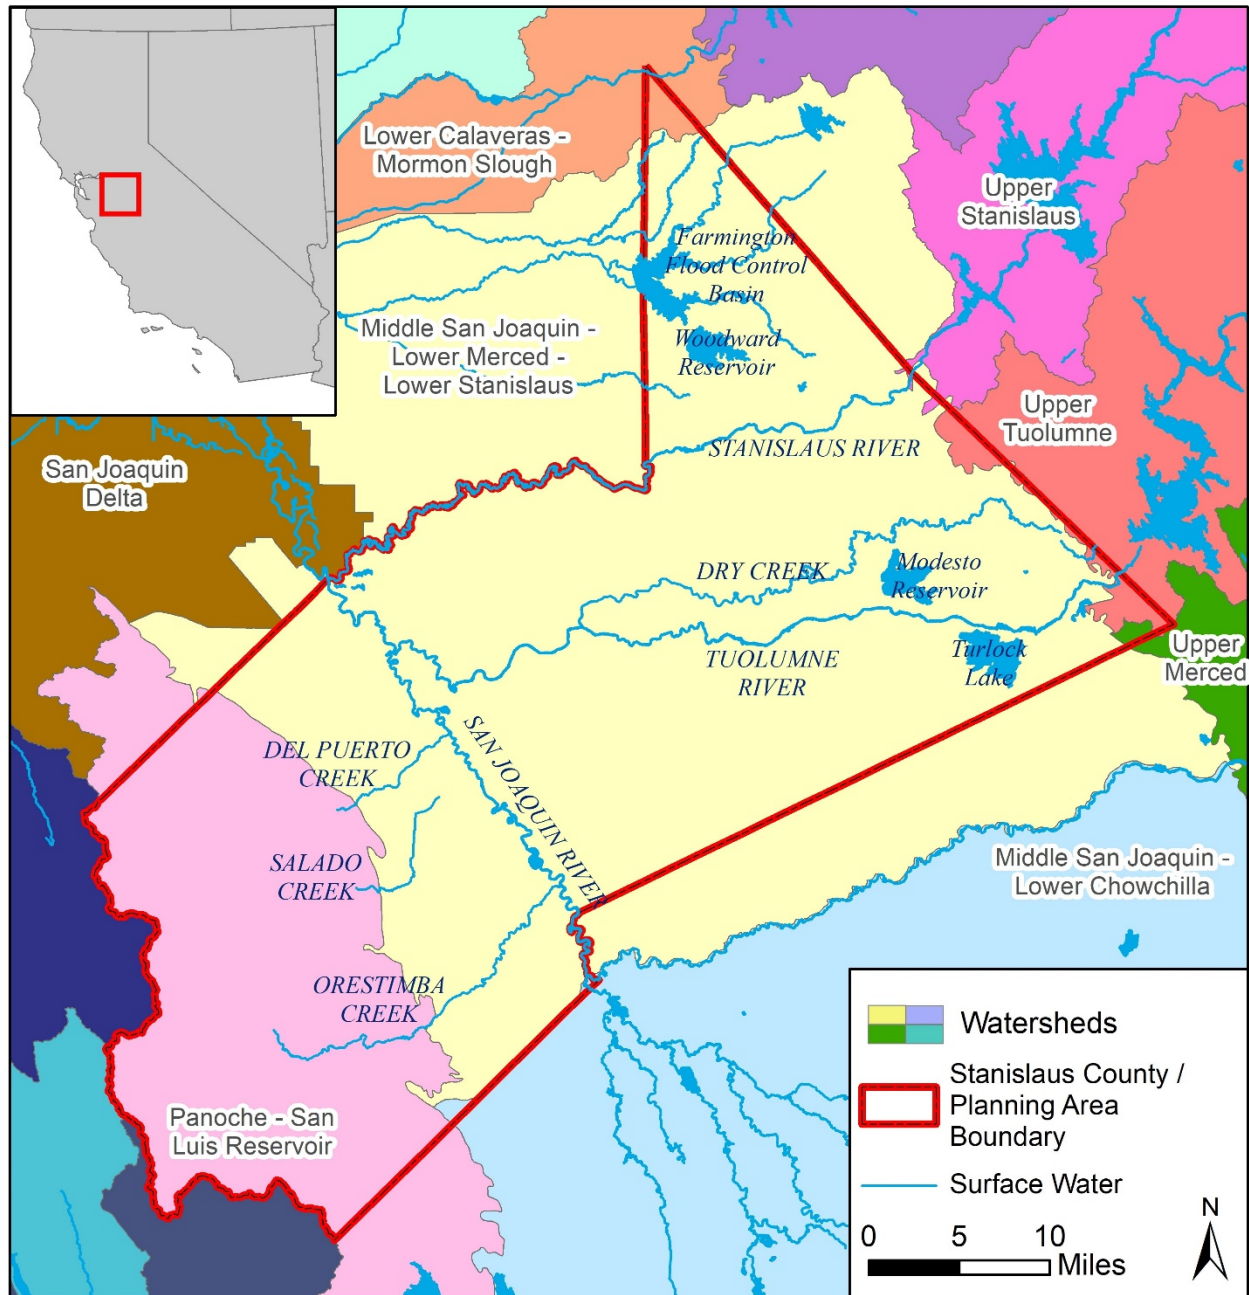 Lower Calaveras -
Mormon Slough
Upper
Stanislaus
Farmington
Flood Control
Basin
Middle San Joaquin -
Lower Merced -
Lower Stanislaus
Woodward
Reservoir
Upper
Tuolumne
STANISLAUS RIVER
San Joaquin
Delta
DRY CREEK
Modesto
Reservoir
TUOLUMNE
RIVER
Turlock
Lake
Upper
Merced
DEL PUERTO
CREEK
SAN JOAQUIN RIVER
SALADO
CREEK
Middle San Joaquin -
Lower Chowchilla
ORESTIMBA
CREEK
Panoche - San
Luis Reservoir
Watersheds
Stanislaus County /
Planning Area
Boundary
Surface Water
0 5 10
Miles
N